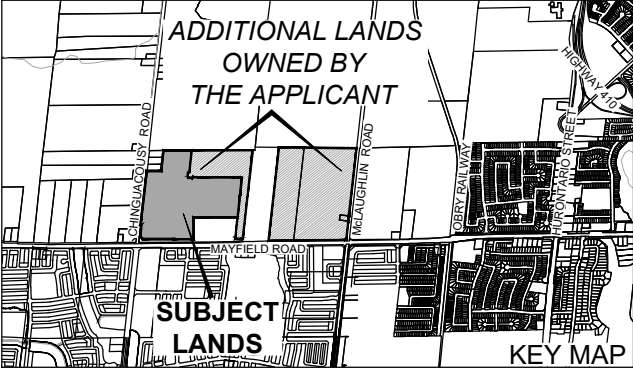 ADDITIONAL LANDS
OWNED BY
THE APPLICANT
HIGHWAY 410
CHINGUACOUSY ROAD
McLAUGHLIN ROAD
OBRY RAILWAY
HURONTARIO STREET
MAYFIELD ROAD
SUBJECT
LANDS
KEY MAP